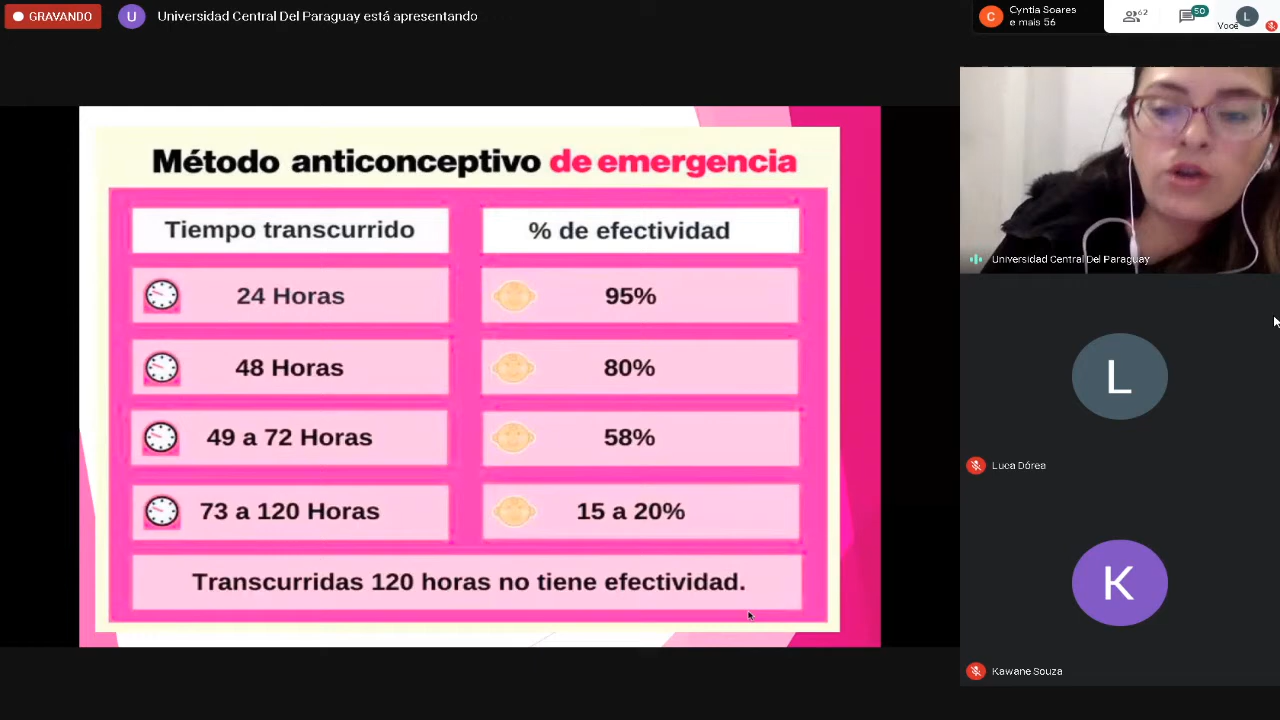 GRAVANDO
U
Universidad Central Del Paraguay está apresentando
C
Cyntia Soares
e mais 56
62
50
L
Você
Método anticonceptivo de emergencia
Tiempo transcurrido
% de efectividad
24 Horas
95%
48 Horas
80%
49 a 72 Horas
58%
73 a 120 Horas
15 a 20%
Transcurridas 120 horas no tiene efectividad.
Universidad Central Del Paraguay
L
Luca Dórea
K
Kawane Souza